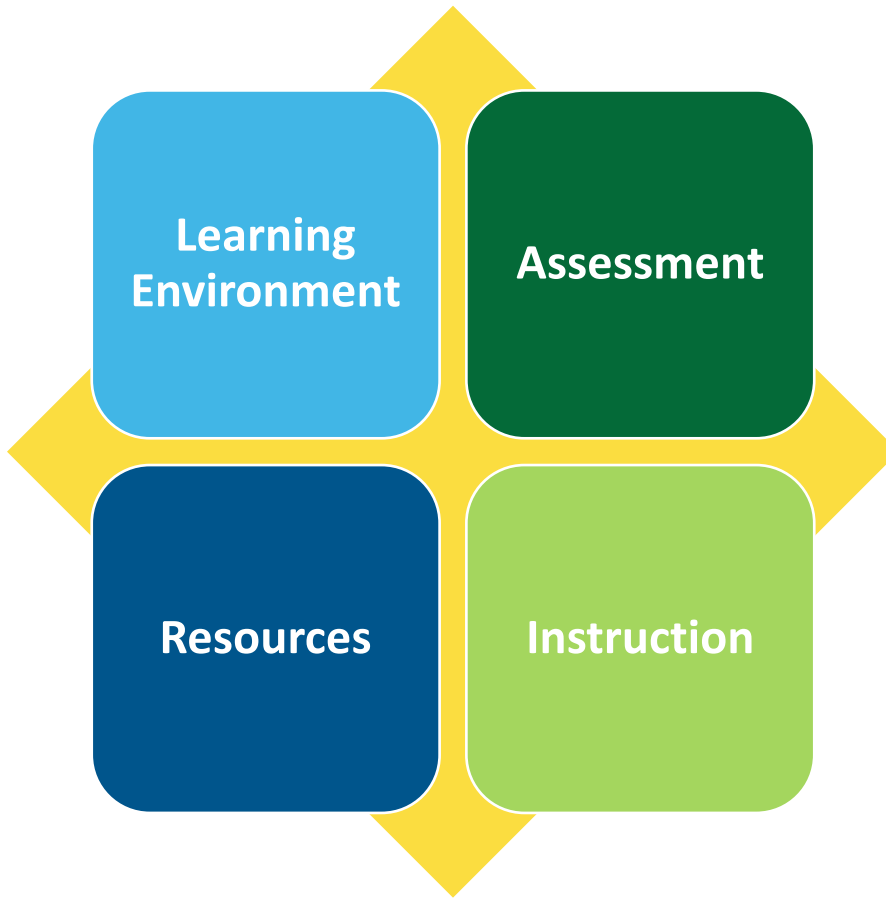 Learning
Environment
Assessment
Resources
Instruction